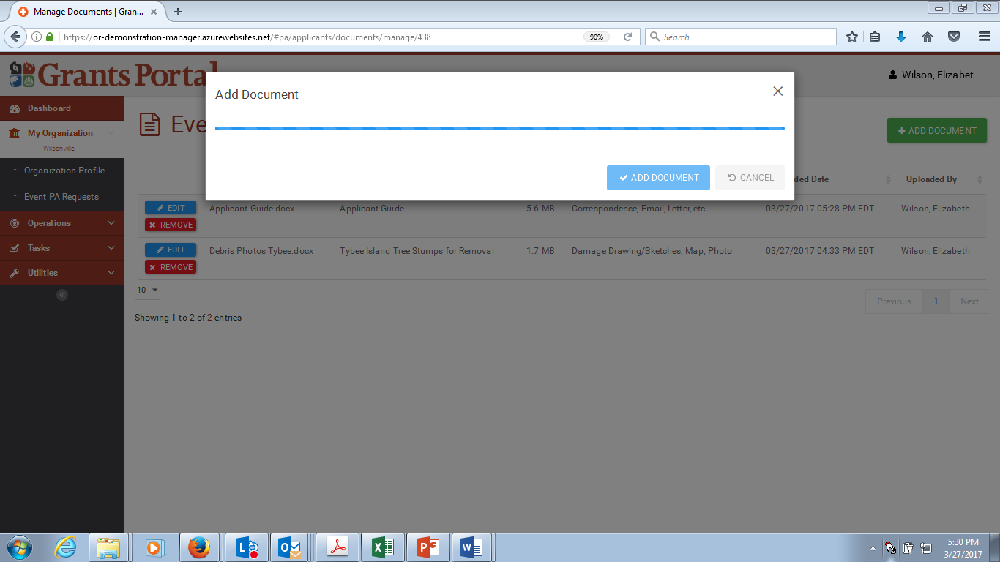 Manage Documents | Gran...
https://or-demonstration-manager.azurewebsites.net/#pa/applicants/documents/manage/438
90%
Search
Grants Portal
Wilson, Elizabet...
Dashboard
My Organization
Wilsonville
Organization Profile
Event PA Requests
Operations
Tasks
Utilities
Eve
ADD DOCUMENT
Add Document
ADD DOCUMENT
CANCEL
ded Date
Uploaded By
EDIT
REMOVE
Applicant Guide.docx
Applicant Guide
5.6 MB
Correspondence, Email, Letter, etc.
03/27/2017 05:28 PM EDT
Wilson, Elizabeth
EDIT
REMOVE
Debris Photos Tybee.docx
Tybee Island Tree Stumps for Removal
1.7 MB
Damage Drawing/Sketches; Map; Photo
03/27/2017 04:33 PM EDT
Wilson, Elizabeth
10
Showing 1 to 2 of 2 entries
Previous
1
Next
5:30 PM
3/27/2017